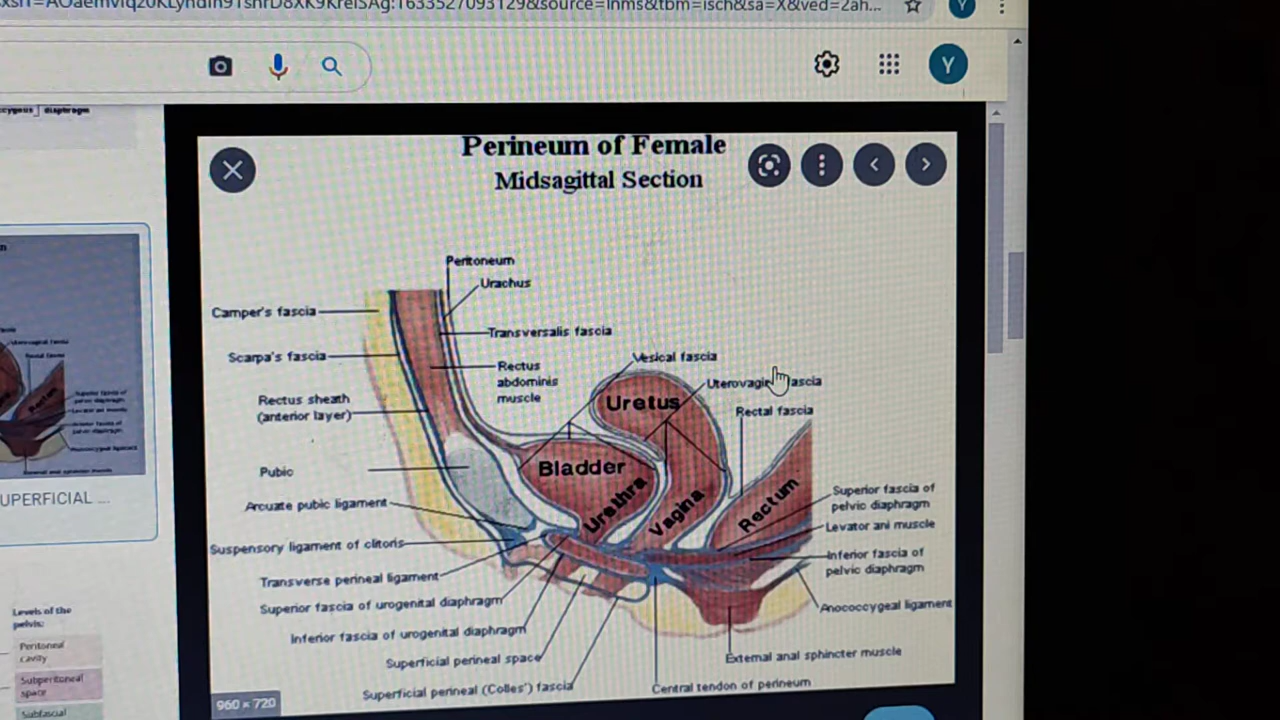 Y
Y
Perineum of Female
Midsagittal Section
Peritoneum
Urachus
Camper's fascia
Transversalis fascia
Scarpa's fascia
Rectus
abdominis
muscle
Vesical fascia
Rectus sheath
(anterior layer)
Uretus
Rectal fascia
Pubic
Bladder
Urethra
Vagina
Rectum
Arcuate pubic ligament
Superior fascia of
pelvic diaphragm
Levator ani muscle
Suspensory ligament of clitoris
Inferior fascia of
pelvic diaphragm
Transverse perineal ligament
Superior fascia of urogenital diaphragm
Anococcygeal ligament
Inferior fascia of urogenital diaphragm
Superficial perineal space
External anal sphincter muscle
Superficial perineal (Colles') fascia
Central tendon of perineum
960 × 720
UPERFICIAL ...
Levels of the
pelvis:
Peritoneal
cavity
Subperitoneal
space
Subfascial